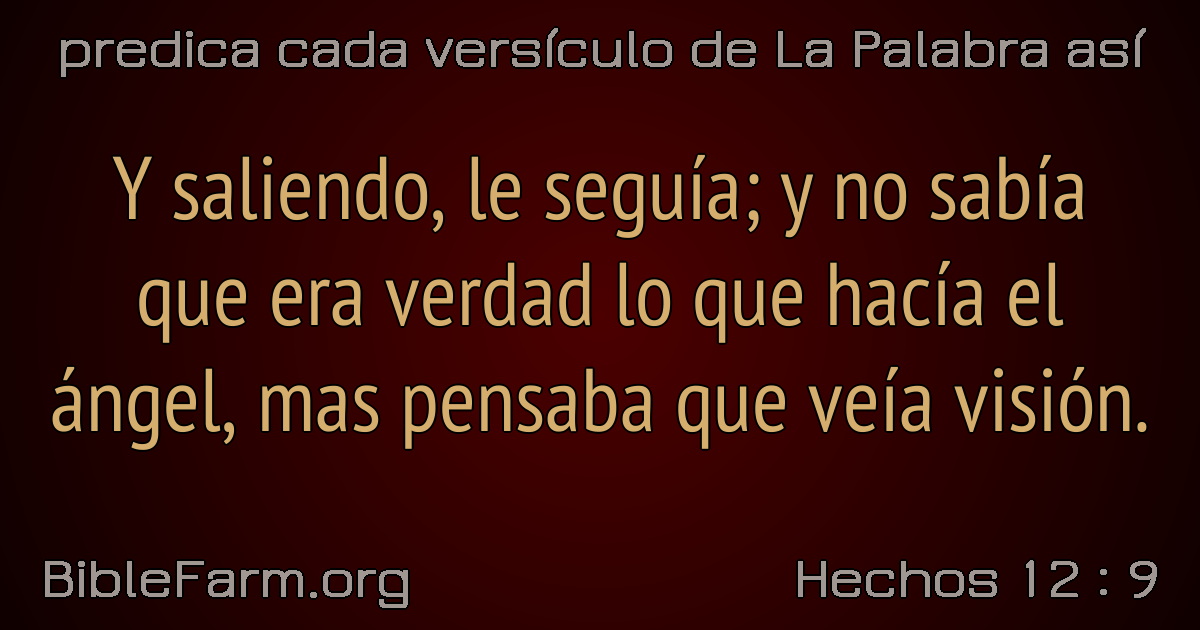 predica cada versículo de La Palabra así
Y saliendo, le seguía; y no sabía
que era verdad lo que hacía el
ángel, mas pensaba que veía visión.
BibleFarm.org
Hechos 12 : 9